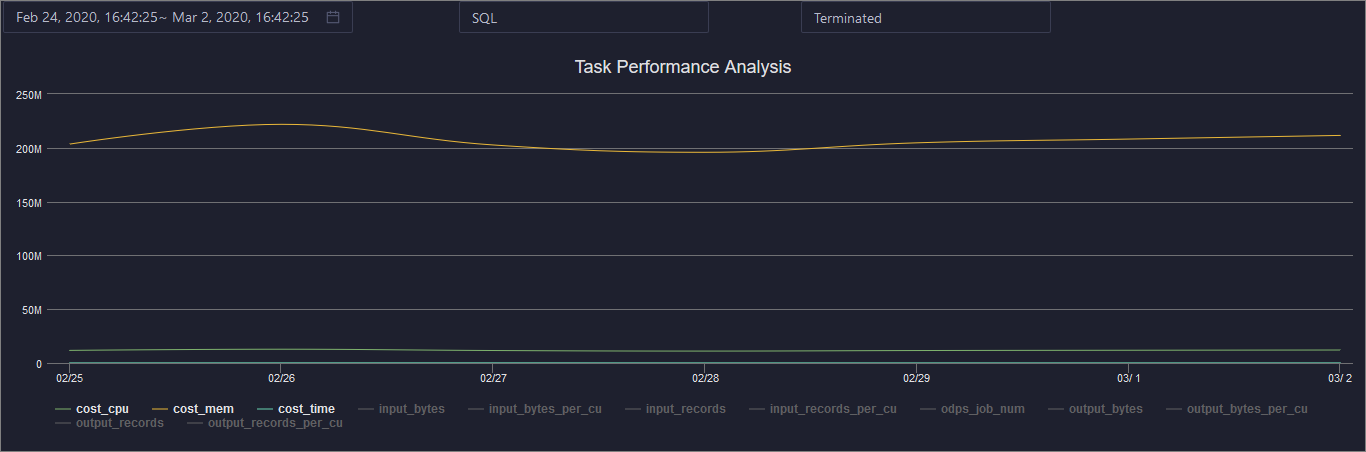 Feb 24, 2020, 16:42:25~ Mar 2, 2020, 16:42:25 SQL Terminated
Task Performance Analysis
250M
200M
150M
100M
50M
0
02/25 02/26 02/27 02/28 02/29 03/ 1 03/ 2
cost_cpu cost_mem cost_time input_bytes input_bytes_per_cu input_records input_records_per_cu odps_job_num output_bytes output_bytes_per_cu
output_records output_records_per_cu